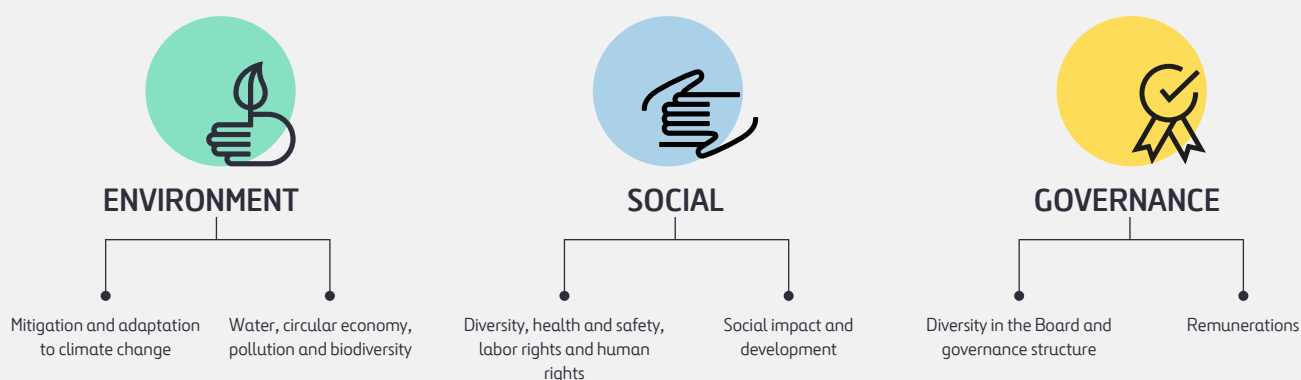 ENVIRONMENT
Mitigation and adaptation
to climate change
Water, circular economy,
pollution and biodiversity
SOCIAL
Diversity, health and safety,
labor rights and human
rights
Social impact and
development
GOVERNANCE
Diversity in the Board and
governance structure
Remunerations